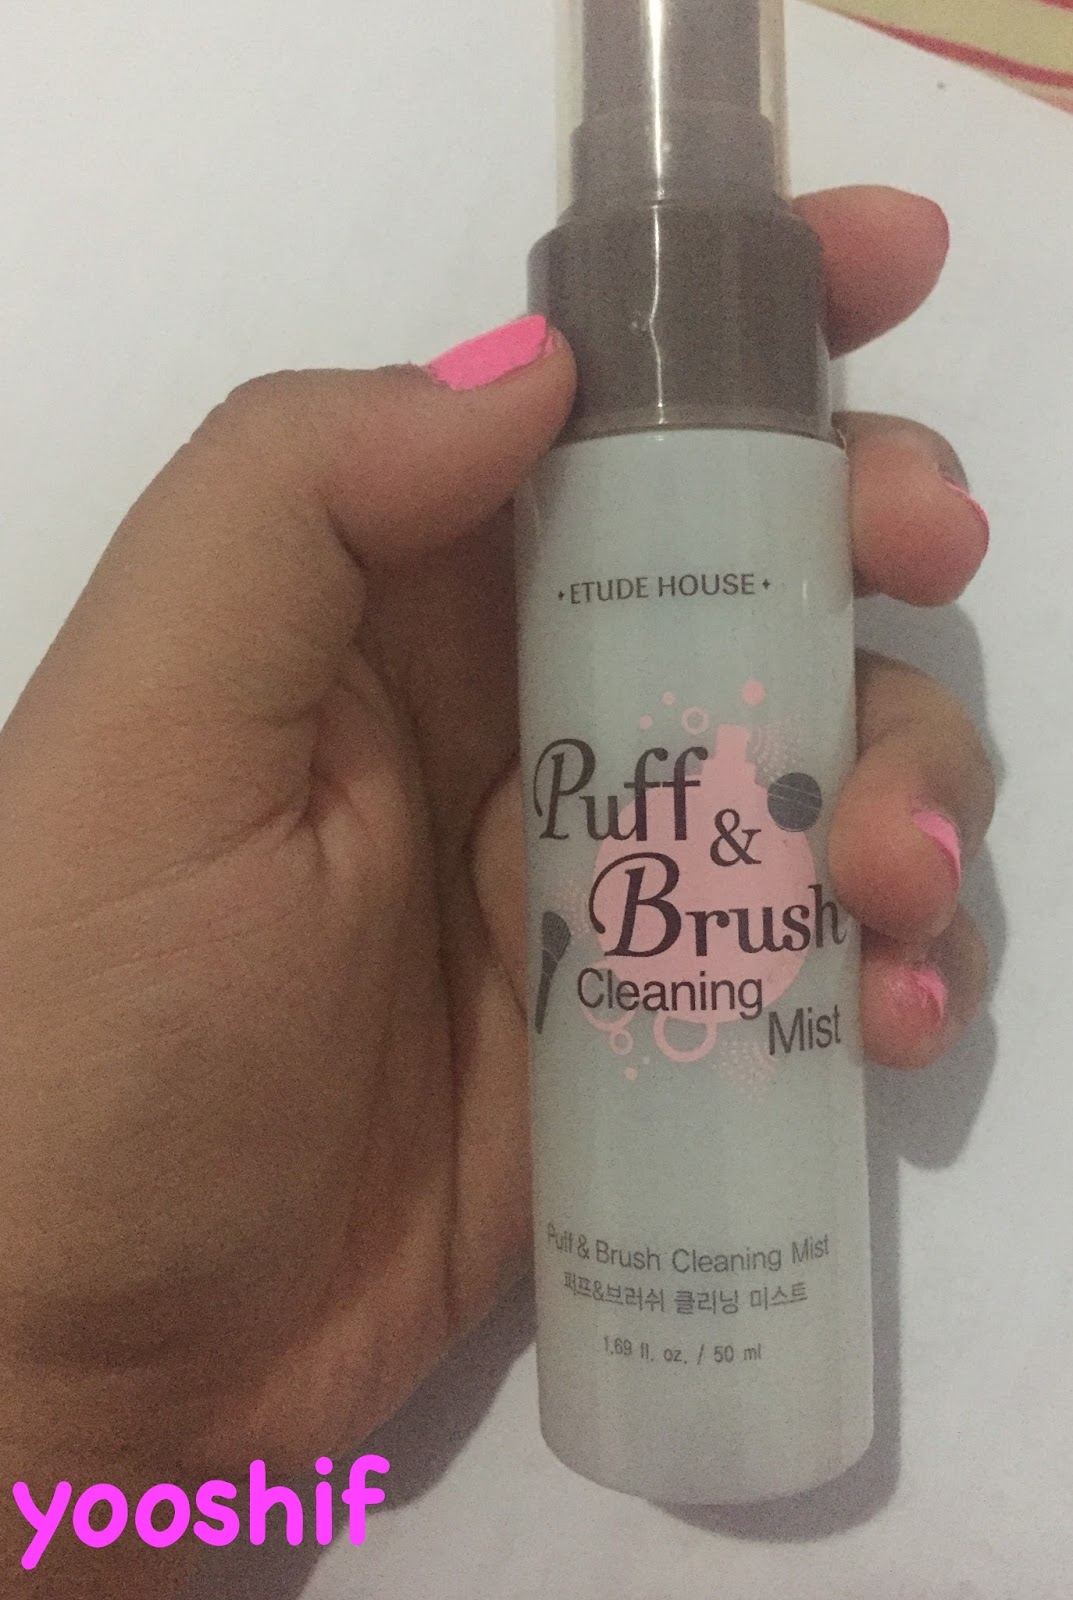 ETUDE HOUSE
Puff
&
Brush
Cleaning
Mist
Puff & Brush Cleaning Mist
퍼프&브러쉬 클리닝 미스트
1.69 fl. oz. / 50 ml
yooshif